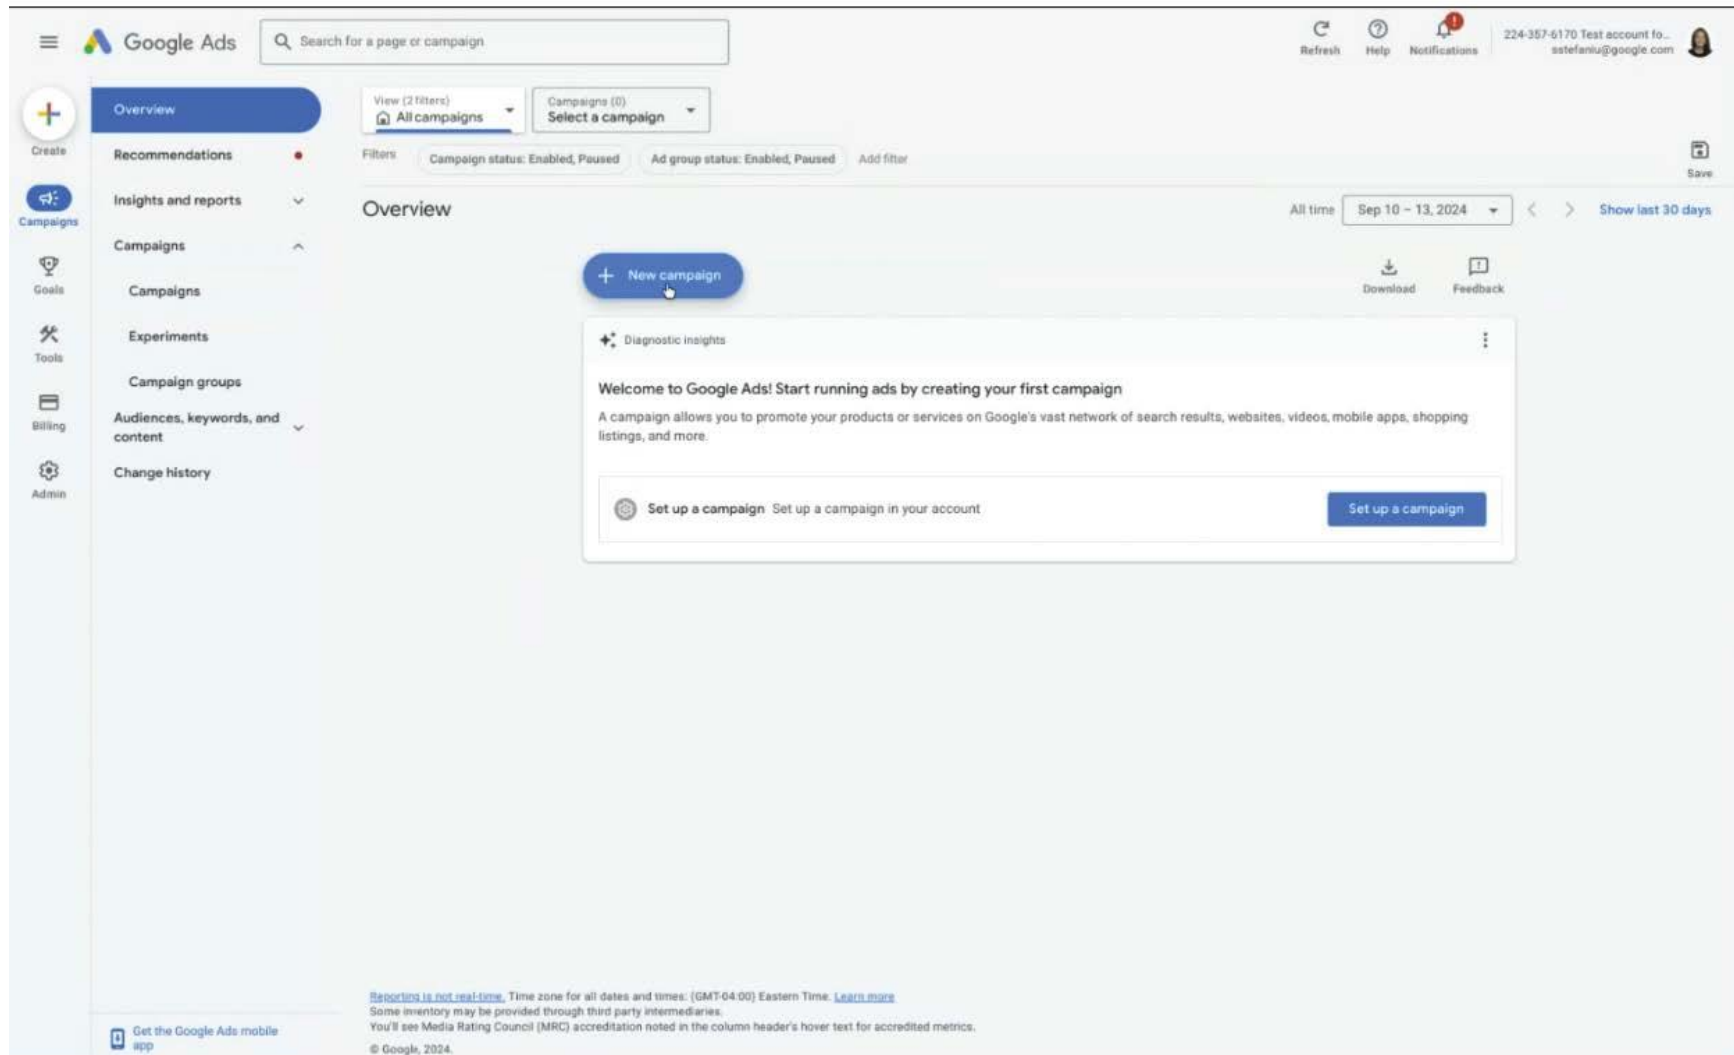 Google Ads
Search for a page or campaign
Refresh
Help
Notifications
224-357-6170 Test account fo...
sstefaniu@google.com
Create
Campaigns
Goals
Tools
Billing
Admin
Overview
Recommendations
Insights and reports
Campaigns
Campaigns
Experiments
Campaign groups
Audiences, keywords, and
content
Change history
Get the Google Ads mobile
app
View (2 filters)
All campaigns
Campaigns (0)
Select a campaign
Filters
Campaign status: Enabled, Paused
Ad group status: Enabled, Paused
Add filter
Save
Overview
All time
Sep 10 – 13, 2024
Show last 30 days
+ New campaign
Download
Feedback
Diagnostic insights
Welcome to Google Ads! Start running ads by creating your first campaign
A campaign allows you to promote your products or services on Google's vast network of search results, websites, videos, mobile apps, shopping
listings, and more.
Set up a campaign Set up a campaign in your account
Set up a campaign
Reporting is not real-time. Time zone for all dates and times: (GMT-04:00) Eastern Time. Learn more
Some inventory may be provided through third party intermediaries.
You'll see Media Rating Council (MRC) accreditation noted in the column header's hover text for accredited metrics.
© Google, 2024.